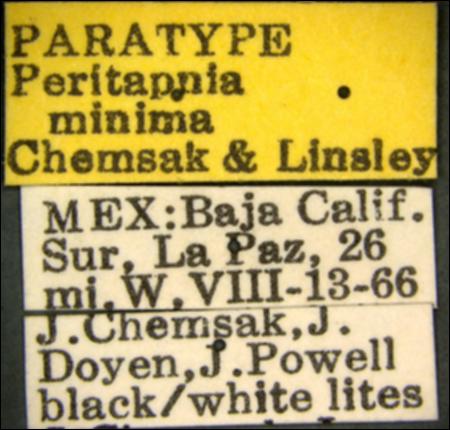 PARATYPE
Peritapnia
minima
Chemsak & Linsley
MEX:Baja Calif.
Sur, La Paz, 26
mi.W.VIII-13-66
J.Chemsak,J.
Doyen,J.Powell
black/white lites